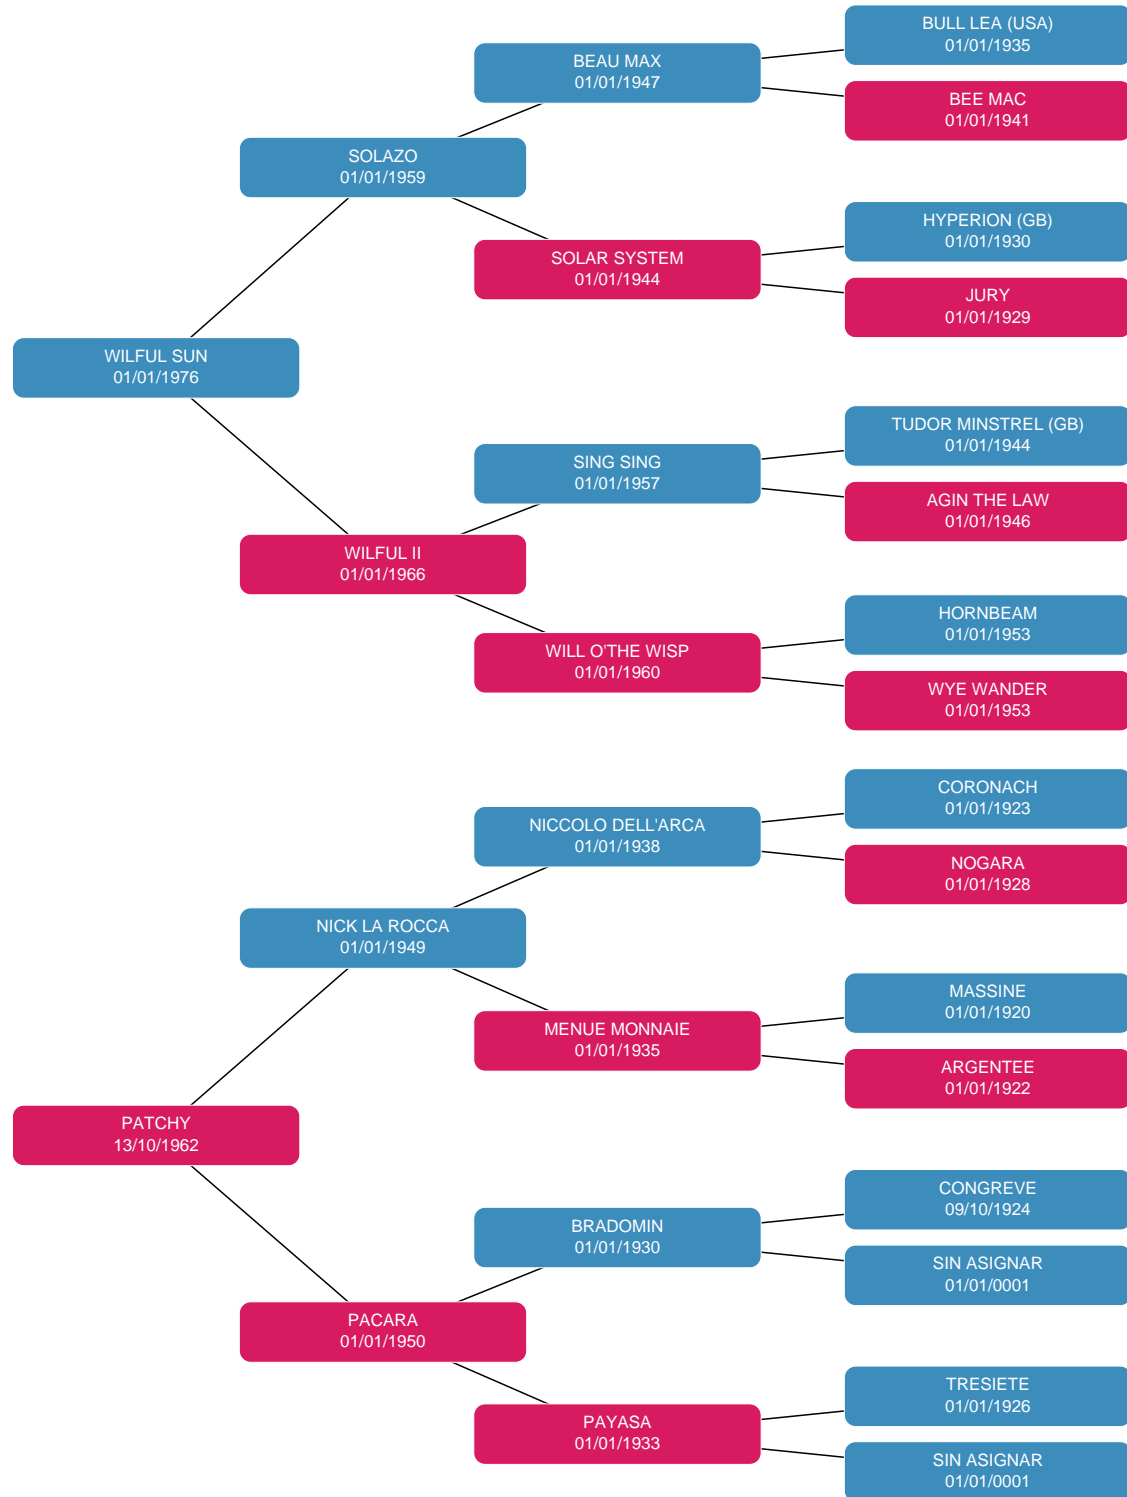 BULL LEA (USA)
01/01/1935
BEAU MAX
01/01/1947
BEE MAC
01/01/1941
SOLAZO
01/01/1959
HYPERION (GB)
01/01/1930
SOLAR SYSTEM
01/01/1944
JURY
01/01/1929
WILFUL SUN
01/01/1976
TUDOR MINSTREL (GB)
01/01/1944
SING SING
01/01/1957
AGIN THE LAW
01/01/1946
WILFUL II
01/01/1966
HORNBEAM
01/01/1953
WILL O'THE WISP
01/01/1960
WYE WANDER
01/01/1953
CORONACH
01/01/1923
NICCOLO DELL'ARCA
01/01/1938
NOGARA
01/01/1928
NICK LA ROCCA
01/01/1949
MASSINE
01/01/1920
MENUE MONNAIE
01/01/1935
ARGENTEE
01/01/1922
PATCHY
13/10/1962
CONGREVE
09/10/1924
BRADOMIN
01/01/1930
SIN ASIGNAR
01/01/0001
PACARA
01/01/1950
TRESIETE
01/01/1926
PAYASA
01/01/1933
SIN ASIGNAR
01/01/0001